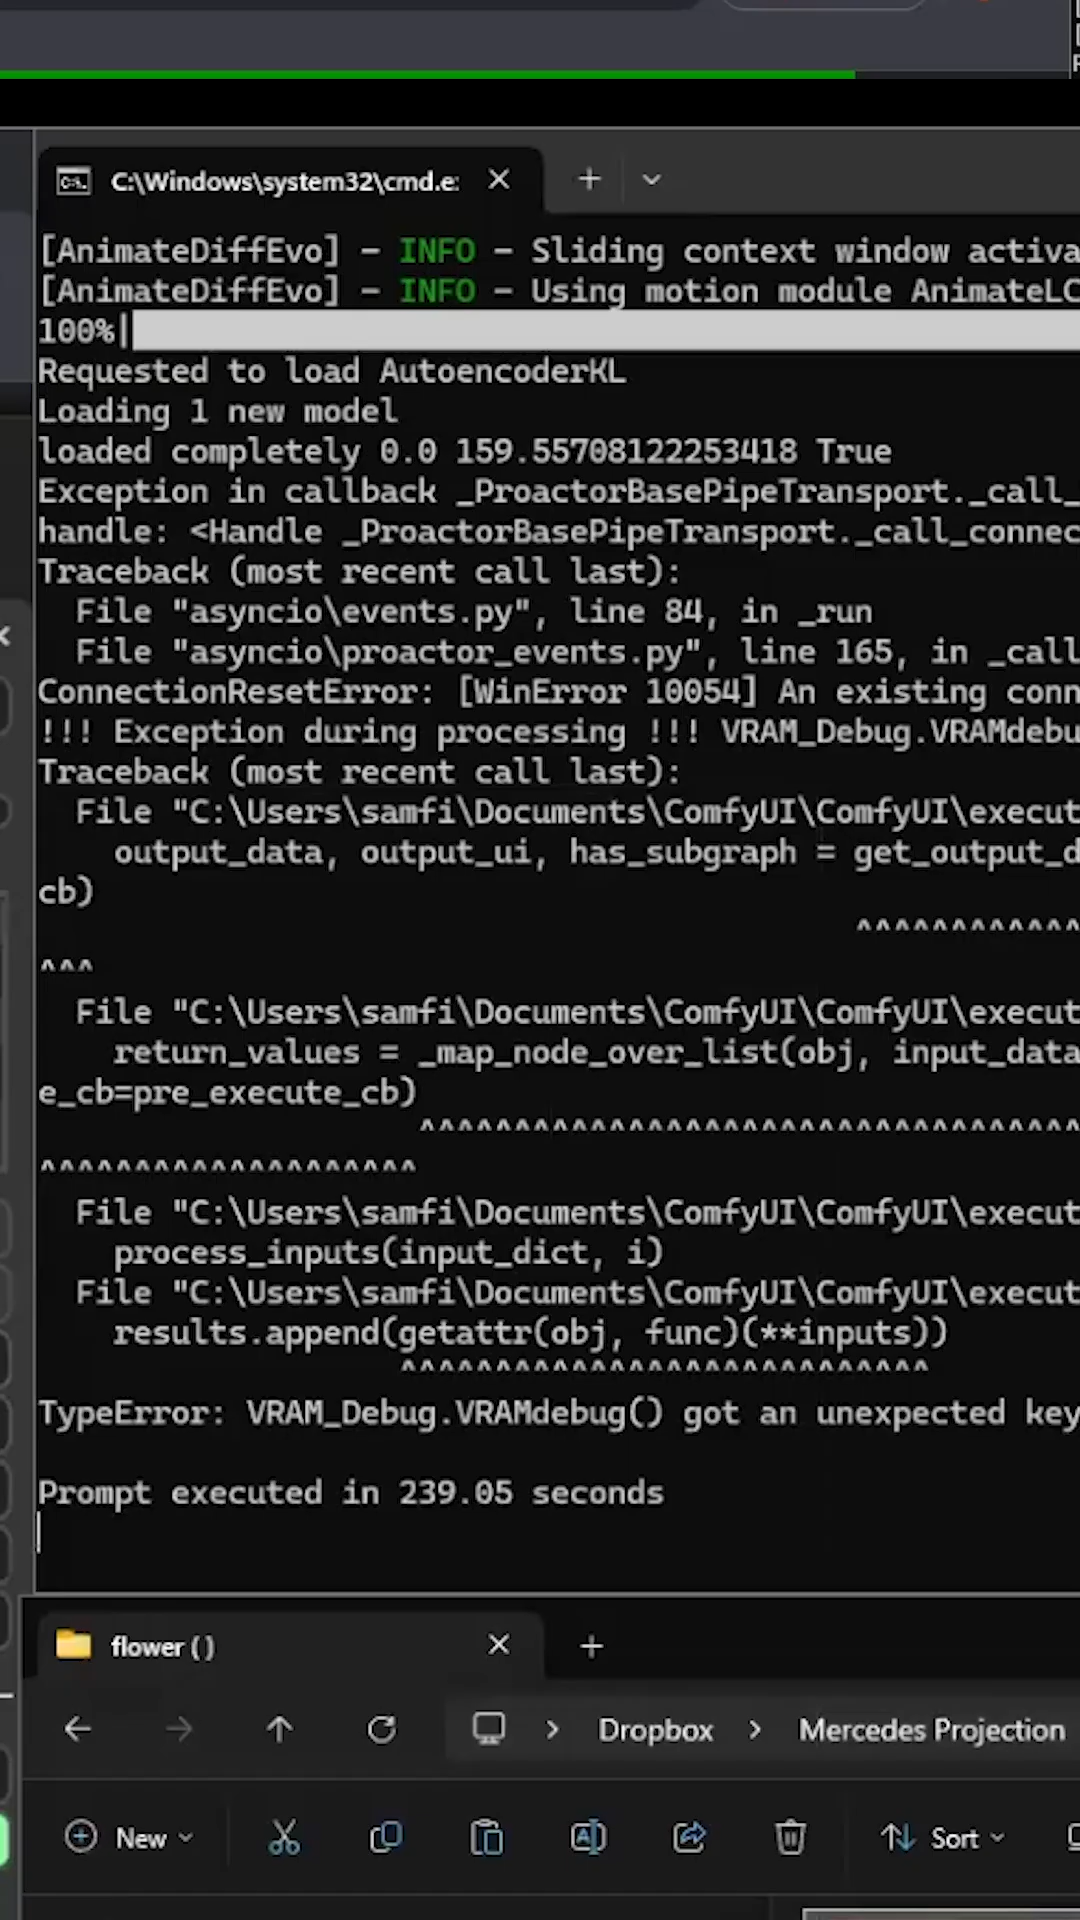 C:\Windows\system32\cmd.e:
[AnimateDiffEvo] - INFO - Sliding context window activa
[AnimateDiffEvo] - INFO - Using motion module AnimateLC
100%|
Requested to load AutoencoderKL
Loading 1 new model
loaded completely 0.0 159.55708122253418 True
Exception in callback _ProactorBasePipeTransport._call_
handle: <Handle _ProactorBasePipeTransport._call_connec
Traceback (most recent call last):
File "asyncio\events.py", line 84, in _run
File "asyncio\proactor_events.py", line 165, in _call
ConnectionResetError: [WinError 10054] An existing conn
!!! Exception during processing !!! VRAM_Debug.VRAMdebu
Traceback (most recent call last):
File "C:\Users\samfi\Documents\ComfyUI\ComfyUI\execut
output_data, output_ui, has_subgraph = get_output_d
cb)
^^^^^^^^^^^^
^^^
File "C:\Users\samfi\Documents\ComfyUI\ComfyUI\execut
return_values = _map_node_over_list(obj, input_data
e_cb=pre_execute_cb)
^^^^^^^^^^^^^^^^^^^^^^^^^^^^^^^^^^^
^^^^^^^^^^^^^^^^^^^^
File "C:\Users\samfi\Documents\ComfyUI\ComfyUI\execut
process_inputs(input_dict, i)
File "C:\Users\samfi\Documents\ComfyUI\ComfyUI\execut
results.append(getattr(obj, func)(**inputs))
^^^^^^^^^^^^^^^^^^^^^^^^^^^^
TypeError: VRAM_Debug.VRAMdebug() got an unexpected key
Prompt executed in 239.05 seconds
flower ()
Dropbox > Mercedes Projection
New
Sort